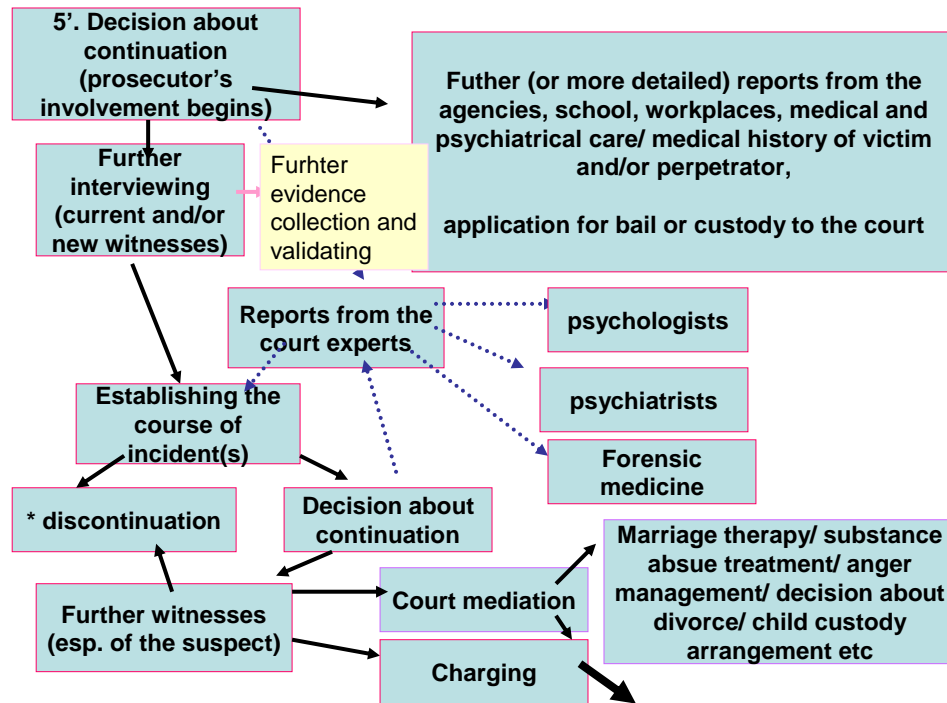 5’. Decision about
continuation
(prosecutor’s
involvement begins)
Futher (or more detailed) reports from the
agencies, school, workplaces, medical and
psychiatrical care/ medical history of victim
and/or perpetrator,
application for bail or custody to the court
Further
interviewing
(current and/or
new witnesses)
Furhter
evidence
collection and
validating
Reports from the
court experts
psychologists
psychiatrists
Forensic
medicine
Establishing the
course of
incident(s)
* discontinuation
Decision about
continuation
Further witnesses
(esp. of the suspect)
Court mediation
Charging
Marriage therapy/ substance
absue treatment/ anger
management/ decision about
divorce/ child custody
arrangement etc